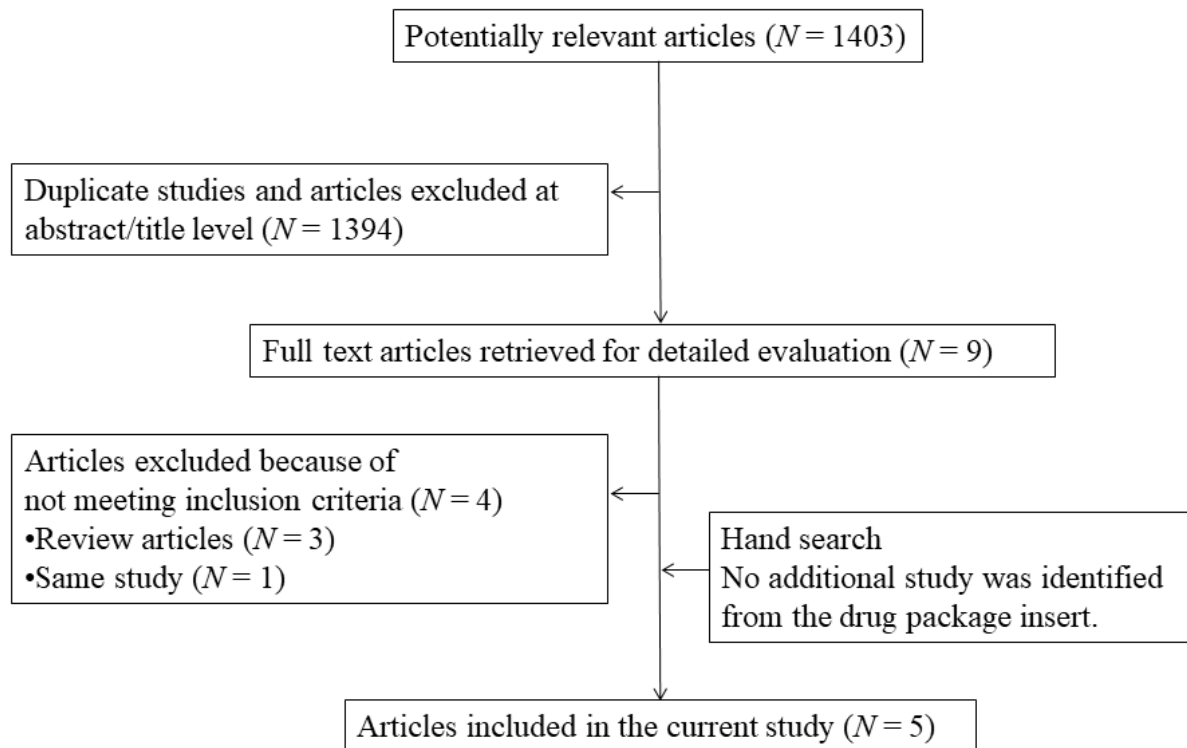 Potentially relevant articles (N = 1403)
Duplicate studies and articles excluded at
abstract/title level (N = 1394)
Full text articles retrieved for detailed evaluation (N = 9)
Articles excluded because of
not meeting inclusion criteria (N = 4)
•Review articles (N = 3)
•Same study (N = 1)
Hand search
No additional study was identified
from the drug package insert.
Articles included in the current study (N = 5)